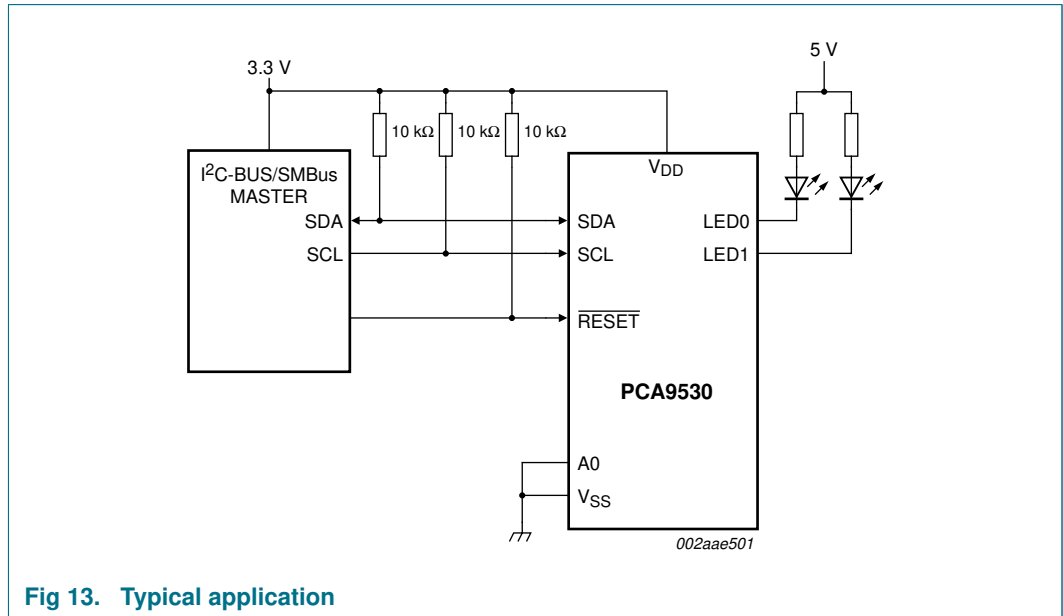 5 V
3.3 V
10 kΩ 10 kΩ 10 kΩ
I²C-BUS/SMBus
MASTER
SDA
SCL
VDD
SDA
SCL
RESET
LED0
LED1
PCA9530
A0
VSS
002aae501
Fig 13. Typical application